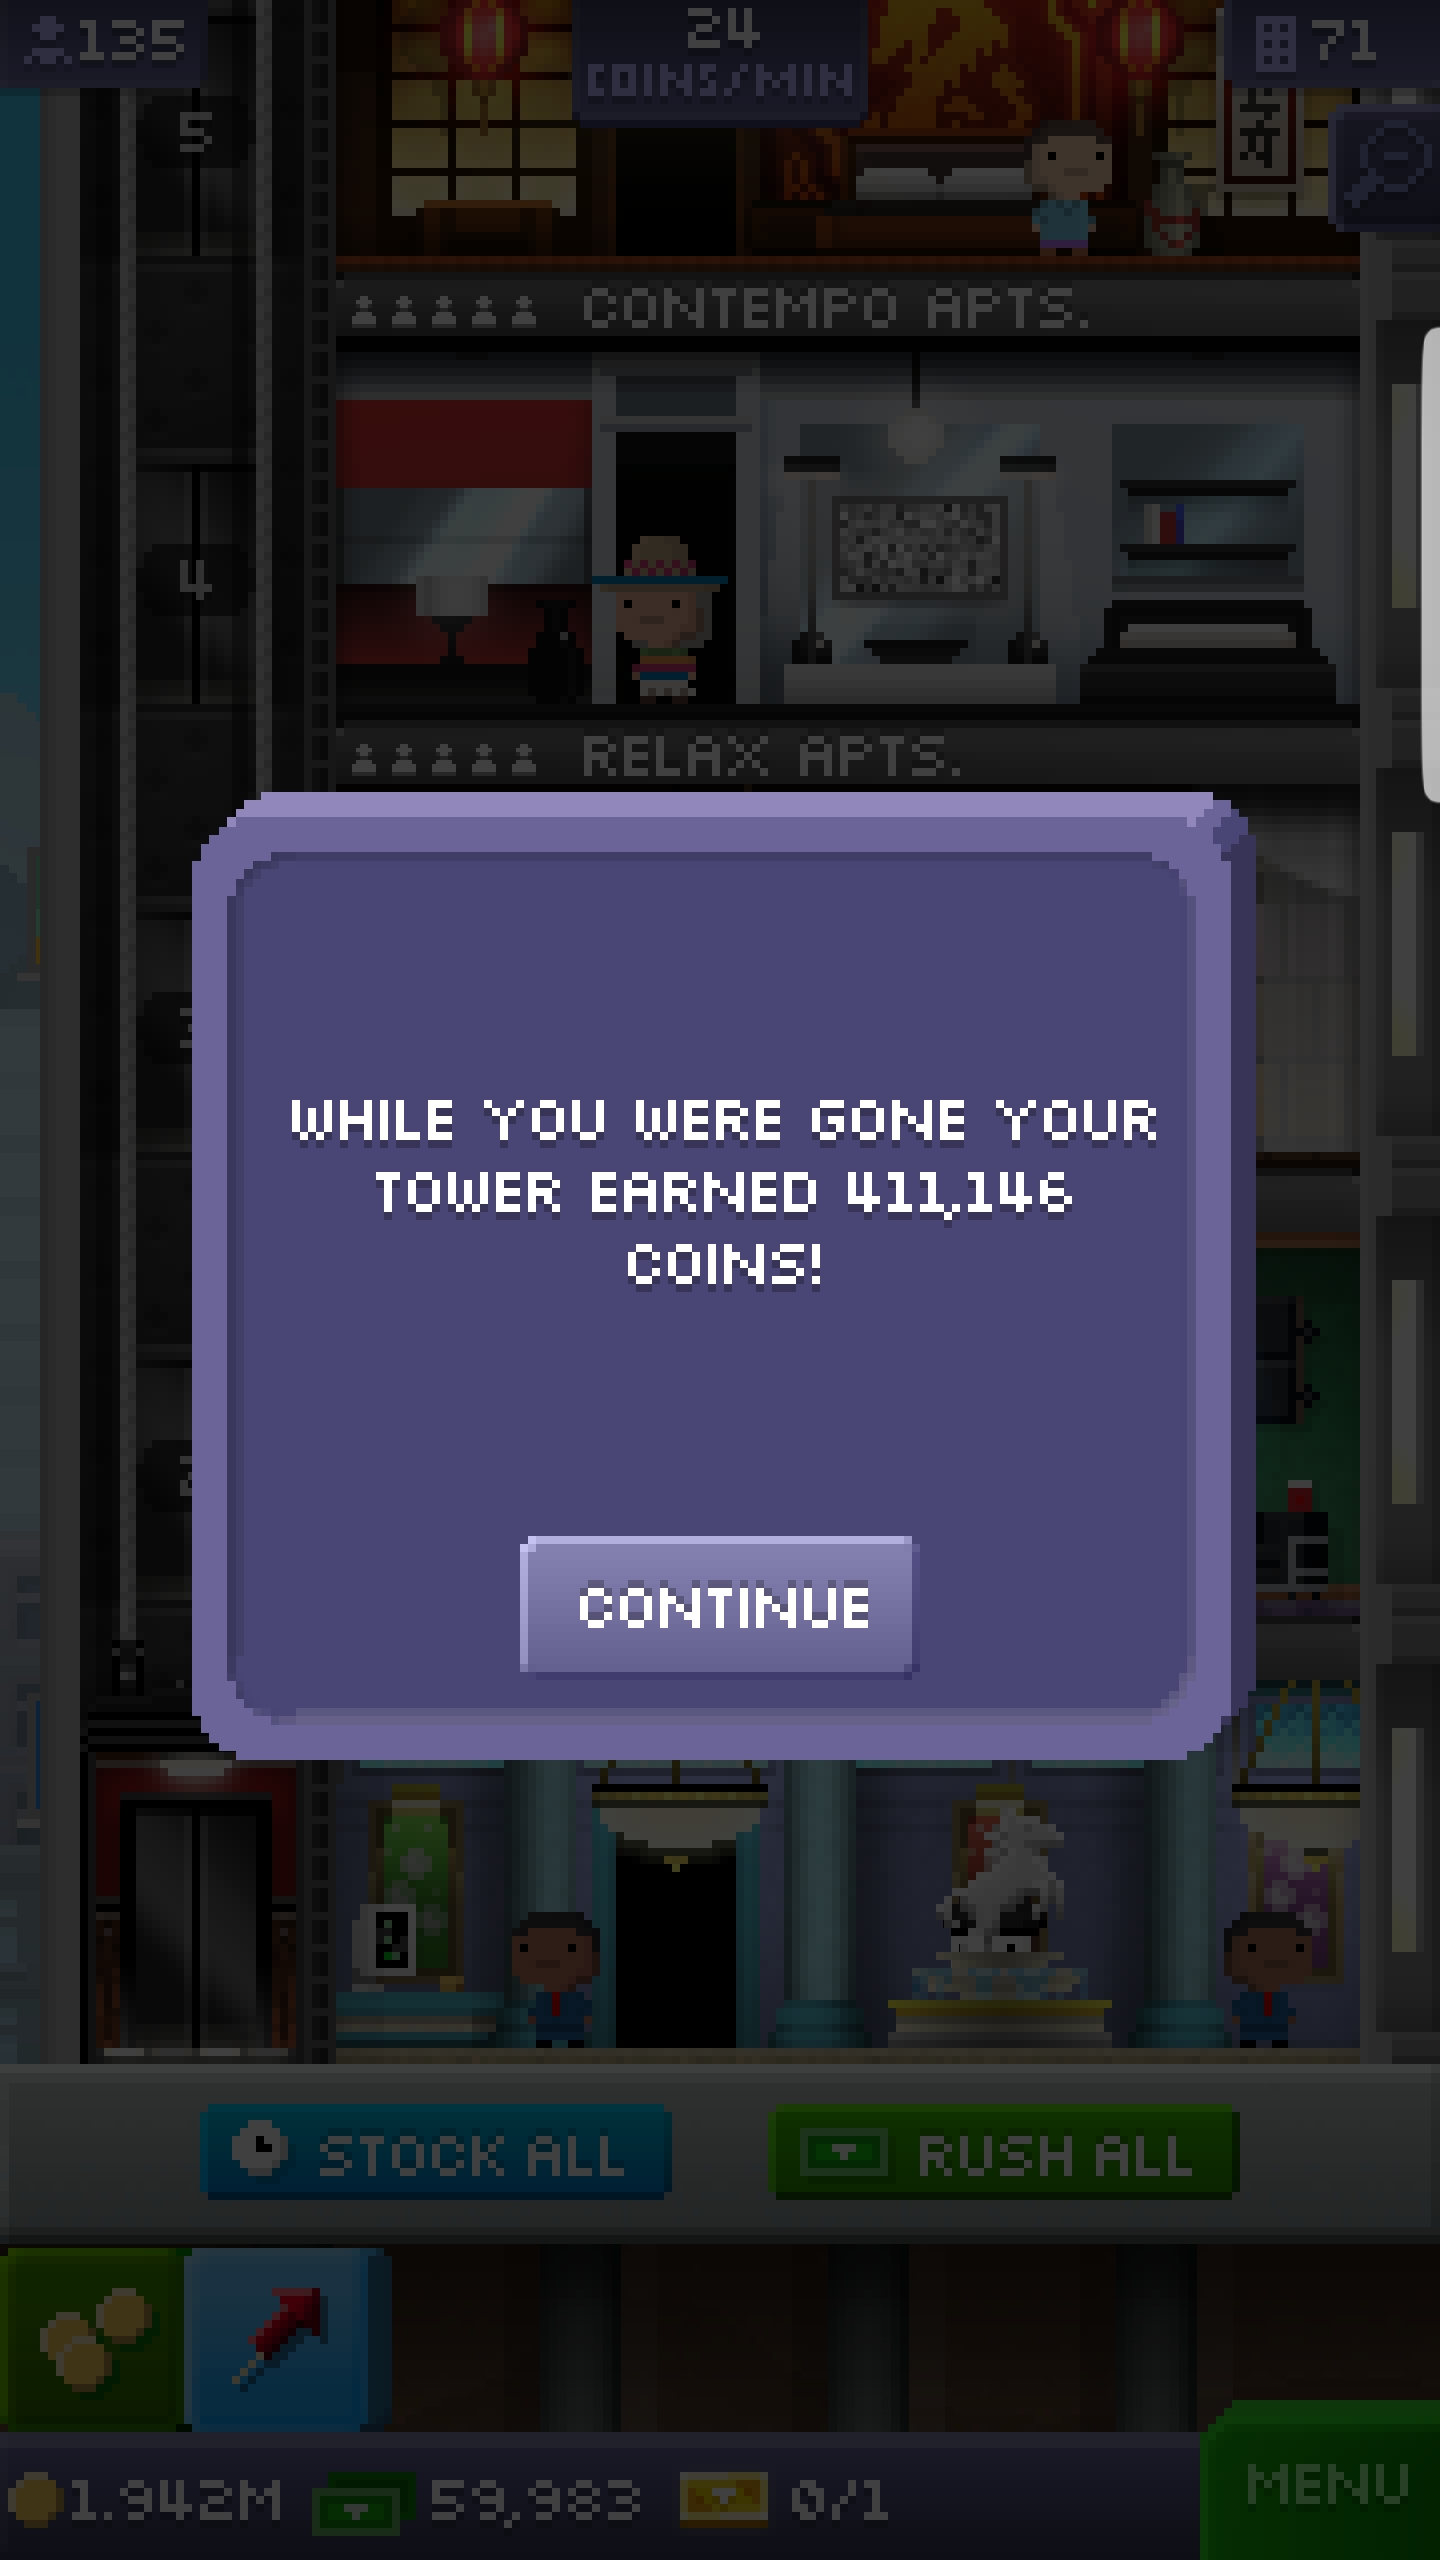 135
24
COINS/MIN
71
5
CONTEMPO APTS.
4
RELAX APTS.
WHILE YOU WERE GONE YOUR
TOWER EARNED 411,146
COINS!
CONTINUE
STOCK ALL
RUSH ALL
1.942M
59,983
0/1
MENU